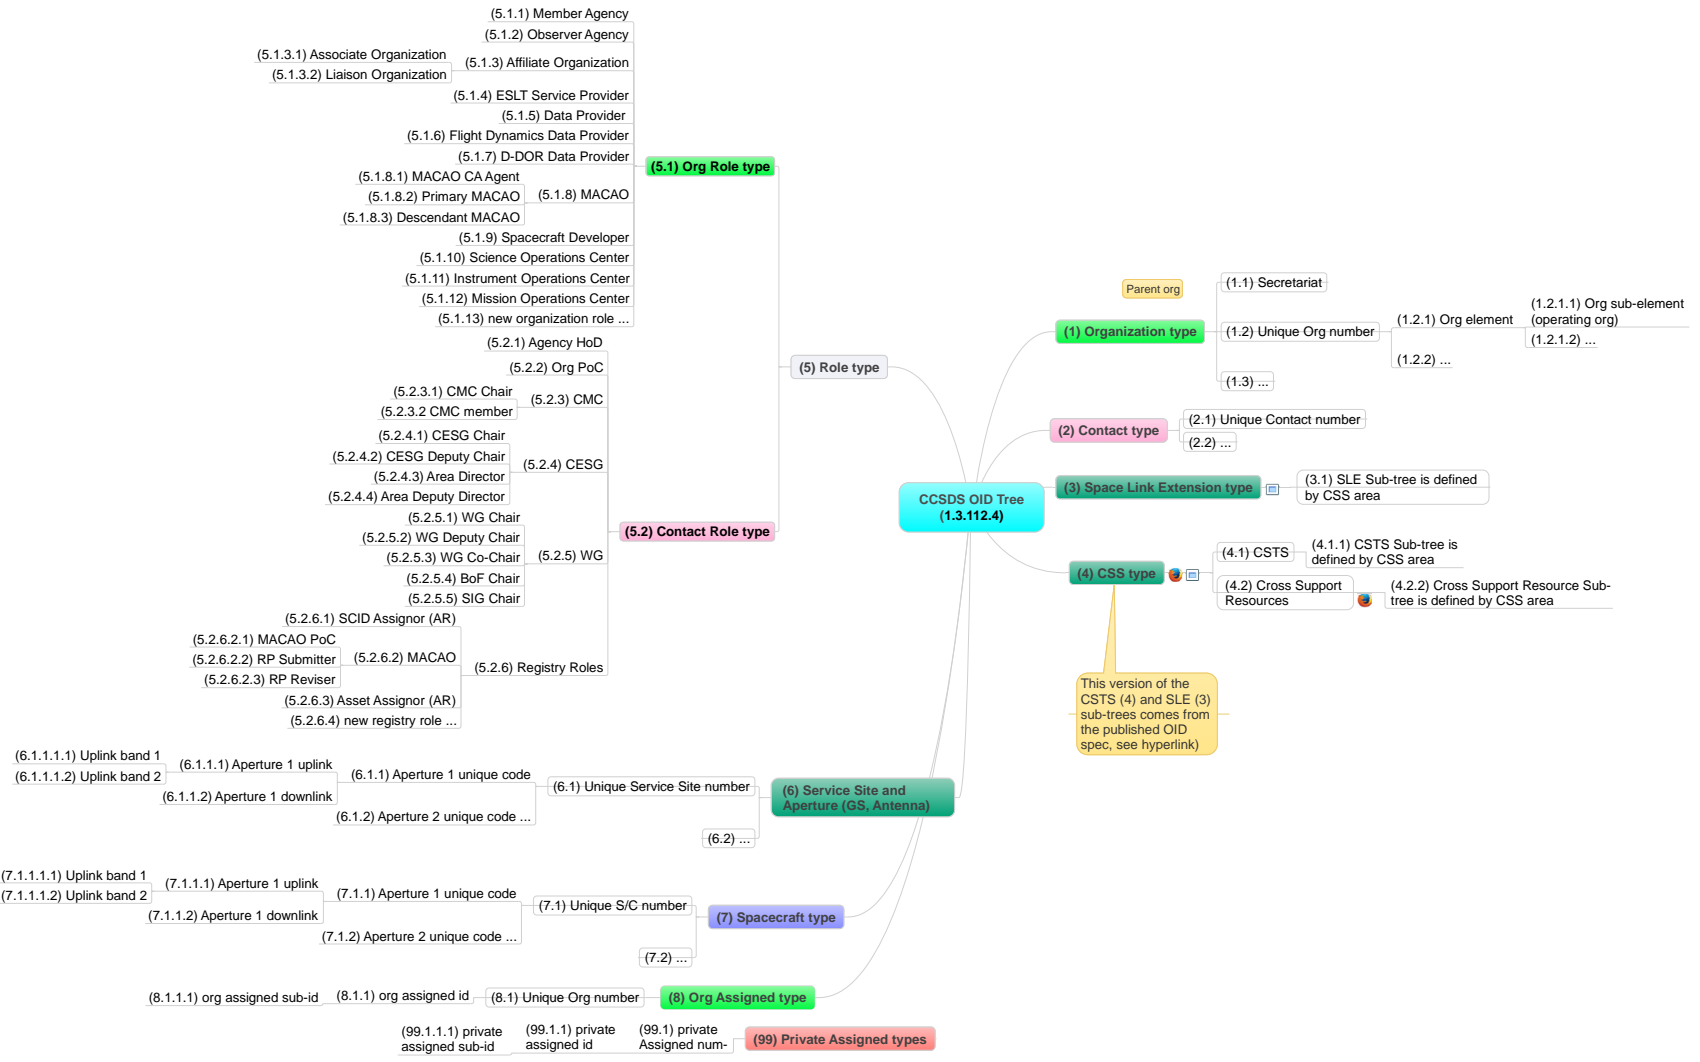 CCSDS OID Tree
(1.3.112.4)
Parent org
(1) Organization type
(1.1) Secretariat
(1.2) Unique Org number
(1.2.1) Org element
(1.2.1.1) Org sub-element
(operating org)
(1.2.1.2) ...
(1.2.2) ...
(1.3) ...
(2) Contact type
(2.1) Unique Contact number
(2.2) ...
(3) Space Link Extension type
(3.1) SLE Sub-tree is defined
by CSS area
(4) CSS type
(4.1) CSTS
(4.1.1) CSTS Sub-tree is
defined by CSS area
(4.2) Cross Support
Resources
(4.2.2) Cross Support Resource Sub-
tree is defined by CSS area
This version of the
CSTS (4) and SLE (3)
sub-trees comes from
the published OID
spec, see hyperlink)
(5) Role type
(5.1) Org Role type
(5.1.1) Member Agency
(5.1.2) Observer Agency
(5.1.3) Affiliate Organization
(5.1.3.1) Associate Organization
(5.1.3.2) Liaison Organization
(5.1.4) ESLT Service Provider
(5.1.5) Data Provider
(5.1.6) Flight Dynamics Data Provider
(5.1.7) D-DOR Data Provider
(5.1.8) MACAO
(5.1.8.1) MACAO CA Agent
(5.1.8.2) Primary MACAO
(5.1.8.3) Descendant MACAO
(5.1.9) Spacecraft Developer
(5.1.10) Science Operations Center
(5.1.11) Instrument Operations Center
(5.1.12) Mission Operations Center
(5.1.13) new organization role ...
(5.2) Contact Role type
(5.2.1) Agency HoD
(5.2.2) Org PoC
(5.2.3) CMC
(5.2.3.1) CMC Chair
(5.2.3.2 CMC member
(5.2.4) CESG
(5.2.4.1) CESG Chair
(5.2.4.2) CESG Deputy Chair
(5.2.4.3) Area Director
(5.2.4.4) Area Deputy Director
(5.2.5) WG
(5.2.5.1) WG Chair
(5.2.5.2) WG Deputy Chair
(5.2.5.3) WG Co-Chair
(5.2.5.4) BoF Chair
(5.2.5.5) SIG Chair
(5.2.6) Registry Roles
(5.2.6.1) SCID Assignor (AR)
(5.2.6.2) MACAO
(5.2.6.2.1) MACAO PoC
(5.2.6.2.2) RP Submitter
(5.2.6.2.3) RP Reviser
(5.2.6.3) Asset Assignor (AR)
(5.2.6.4) new registry role ...
(6) Service Site and
Aperture (GS, Antenna)
(6.1) Unique Service Site number
(6.1.1) Aperture 1 unique code
(6.1.1.1) Aperture 1 uplink
(6.1.1.1.1) Uplink band 1
(6.1.1.1.2) Uplink band 2
(6.1.1.2) Aperture 1 downlink
(6.1.2) Aperture 2 unique code ...
(6.2) ...
(7) Spacecraft type
(7.1) Unique S/C number
(7.1.1) Aperture 1 unique code
(7.1.1.1) Aperture 1 uplink
(7.1.1.1.1) Uplink band 1
(7.1.1.1.2) Uplink band 2
(7.1.1.2) Aperture 1 downlink
(7.1.2) Aperture 2 unique code ...
(7.2) ...
(8) Org Assigned type
(8.1) Unique Org number
(8.1.1) org assigned id
(8.1.1.1) org assigned sub-id
(99) Private Assigned types
(99.1) private
Assigned num-
(99.1.1) private
assigned id
(99.1.1.1) private
assigned sub-id